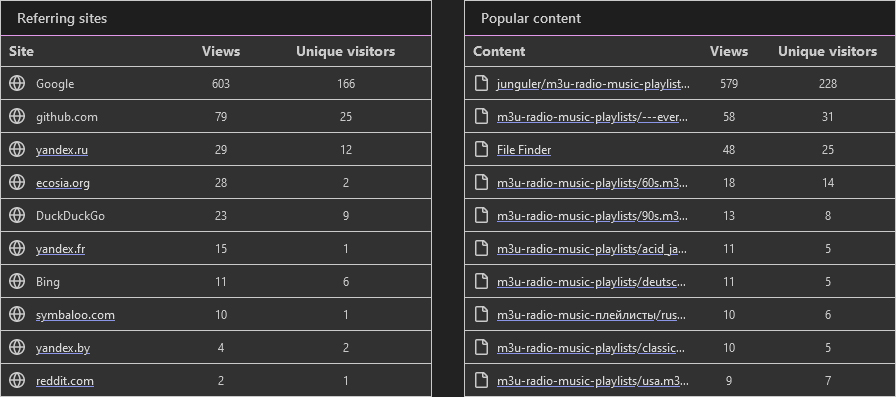 Referring sites
Site Views Unique visitors
Google 603 166
github.com 79 25
yandex.ru 29 12
ecosia.org 28 2
DuckDuckGo 23 9
yandex.fr 15 1
Bing 11 6
symbaloo.com 10 1
yandex.by 4 2
reddit.com 2 1
Popular content
Content Views Unique visitors
junguler/m3u-radio-music-playlist... 579 228
m3u-radio-music-playlists/---ever... 58 31
File Finder 48 25
m3u-radio-music-playlists/60s.m3... 18 14
m3u-radio-music-playlists/90s.m3... 13 8
m3u-radio-music-playlists/acid_ja... 11 5
m3u-radio-music-playlists/deutsc... 11 5
m3u-radio-music-плейлисты/rus... 10 6
m3u-radio-music-playlists/classic... 10 5
m3u-radio-music-playlists/usa.m3... 9 7